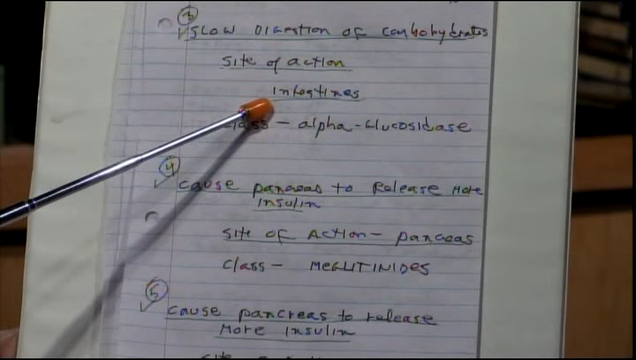 3
SLOW DIGESTION OF CARBOHYDRATES
SITE of action
INTESTINES
Class – alpha-Glucosidase
4
CAUSE pancreas to Release More
INSULIN
SITE of Action – Pancreas
Class – MEGLITINIDES
5
CAUSE pancreas to release
MORE INSULIN